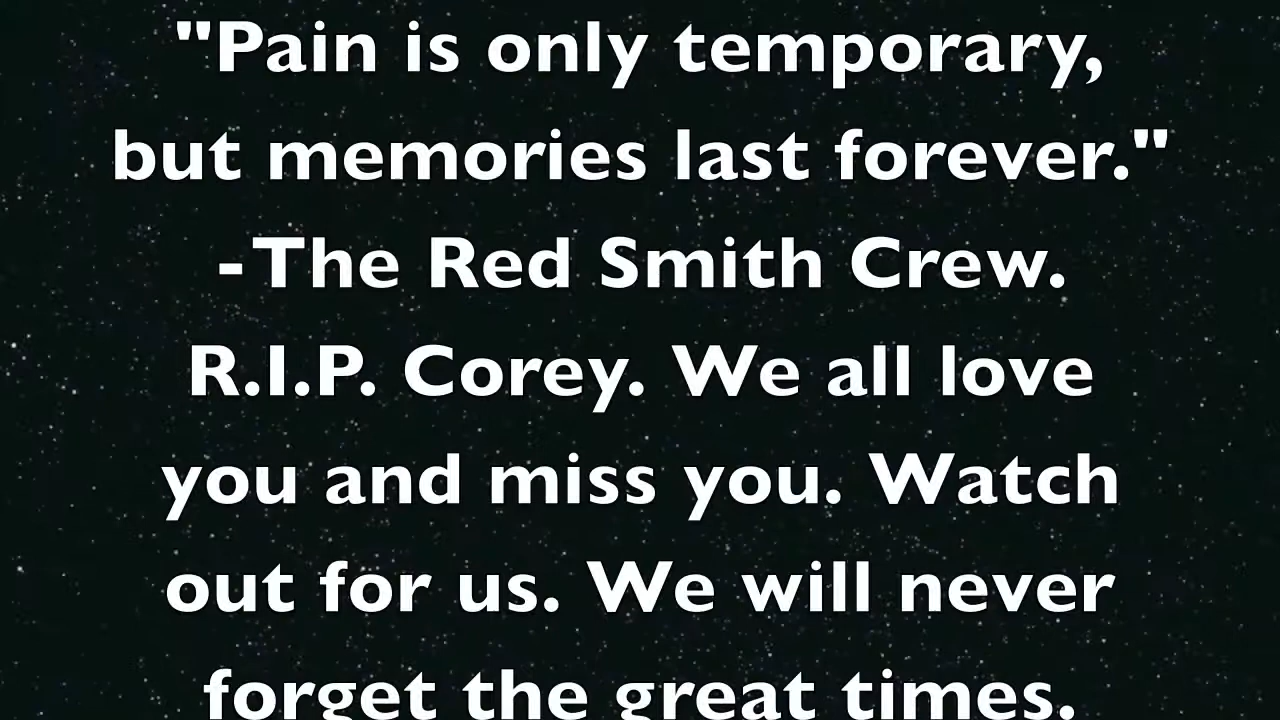 "Pain is only temporary,
but memories last forever."
-The Red Smith Crew.
R.I.P. Corey. We all love
you and miss you. Watch
out for us. We will never
forget the great times.